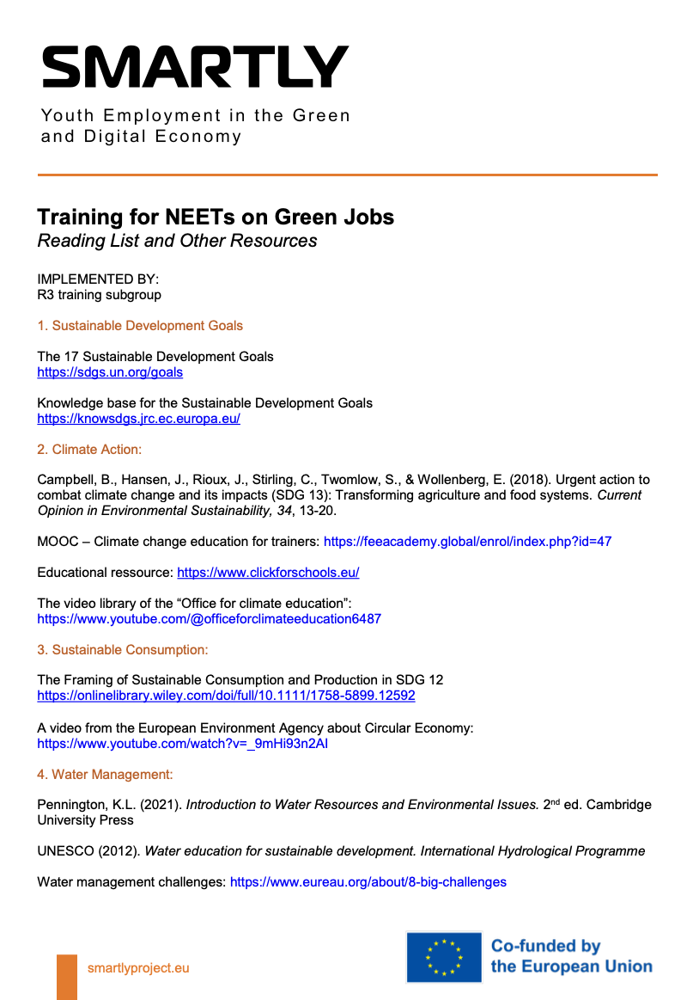 SMARTLY
Youth Employment in the Green
and Digital Economy
Training for NEETs on Green Jobs
Reading List and Other Resources
IMPLEMENTED BY:
R3 training subgroup
1. Sustainable Development Goals
The 17 Sustainable Development Goals
https://sdgs.un.org/goals
Knowledge base for the Sustainable Development Goals
https://knowsdgs.jrc.ec.europa.eu/
2. Climate Action:
Campbell, B., Hansen, J., Rioux, J., Stirling, C., Twomlow, S., & Wollenberg, E. (2018). Urgent action to
combat climate change and its impacts (SDG 13): Transforming agriculture and food systems. Current
Opinion in Environmental Sustainability, 34, 13-20.
MOOC – Climate change education for trainers: https://feeacademy.global/enrol/index.php?id=47
Educational ressource: https://www.clickforschools.eu/
The video library of the “Office for climate education”:
https://www.youtube.com/@officeforclimateeducation6487
3. Sustainable Consumption:
The Framing of Sustainable Consumption and Production in SDG 12
https://onlinelibrary.wiley.com/doi/full/10.1111/1758-5899.12592
A video from the European Environment Agency about Circular Economy:
https://www.youtube.com/watch?v=_9mHi93n2AI
4. Water Management:
Pennington, K.L. (2021). Introduction to Water Resources and Environmental Issues. 2nd ed. Cambridge
University Press
UNESCO (2012). Water education for sustainable development. International Hydrological Programme
Water management challenges: https://www.eureau.org/about/8-big-challenges
smartlyproject.eu
Co-funded by
the European Union